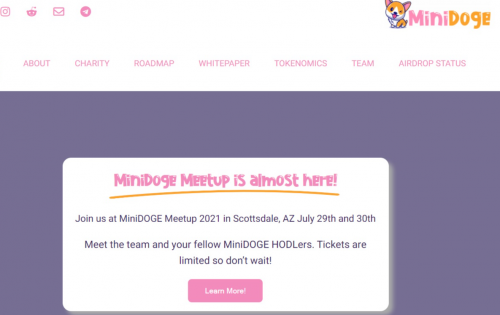 MiniDoge
ABOUT CHARITY ROADMAP WHITEPAPER TOKENOMICS TEAM AIRDROP STATUS
MiniDoge Meetup is almost here!
Join us at MiniDOGE Meetup 2021 in Scottsdale, AZ July 29th and 30th
Meet the team and your fellow MiniDOGE HODLers. Tickets are
limited so don't wait!
Learn More!